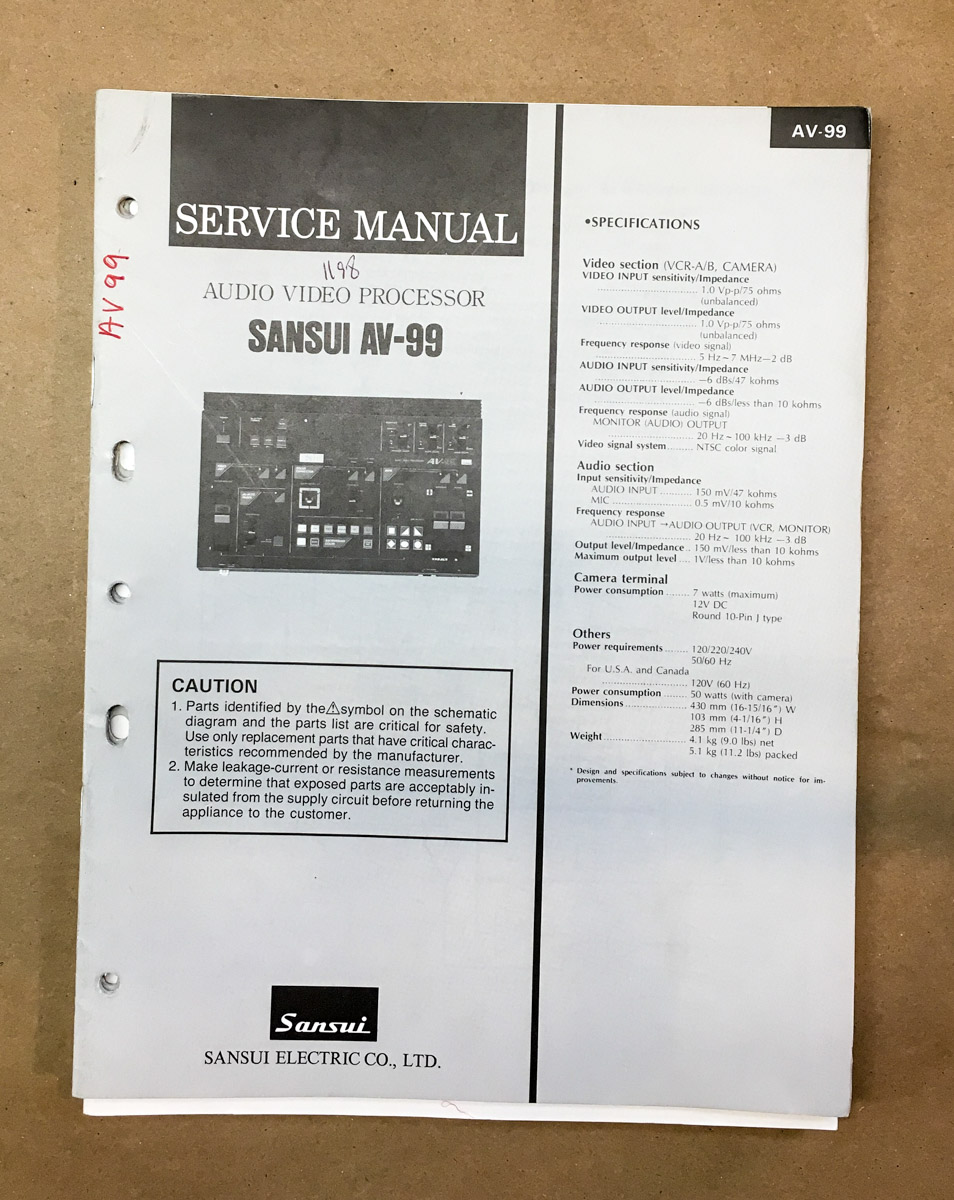 SERVICE MANUAL
1198
AUDIO VIDEO PROCESSOR
SANSUI AV-99
AV 99
CAUTION
1. Parts identified by the ⚠ symbol on the schematic
diagram and the parts list are critical for safety.
Use only replacement parts that have critical charac-
teristics recommended by the manufacturer.
2. Make leakage-current or resistance measurements
to determine that exposed parts are acceptably in-
sulated from the supply circuit before returning the
appliance to the customer.
Sansui
SANSUI ELECTRIC CO., LTD.
AV-99
•SPECIFICATIONS
Video section (VCR-A/B, CAMERA)
VIDEO INPUT sensitivity/Impedance
.......................... 1.0 Vp-p/75 ohms
(unbalanced)
VIDEO OUTPUT level/Impedance
.......................... 1.0 Vp-p/75 ohms
(unbalanced)
Frequency response (video signal)
.......................... 5 Hz ~ 7 MHz −2 dB
AUDIO INPUT sensitivity/Impedance
.......................... −6 dBs/47 kohms
AUDIO OUTPUT level/Impedance
.......................... −6 dBs/less than 10 kohms
Frequency response (audio signal)
MONITOR (AUDIO) OUTPUT
...................... 20 Hz ~ 100 kHz −3 dB
Video signal system ....... NTSC color signal
Audio section
Input sensitivity/Impedance
AUDIO INPUT .......... 150 mV/47 kohms
MIC ..................... 0.5 mV/10 kohms
Frequency response
AUDIO INPUT →AUDIO OUTPUT (VCR, MONITOR)
...................... 20 Hz ~ 100 kHz −3 dB
Output level/Impedance .. 150 mV/less than 10 kohms
Maximum output level .... 1V/less than 10 kohms
Camera terminal
Power consumption ........ 7 watts (maximum)
12V DC
Round 10-Pin J type
Others
Power requirements ........ 120/220/240V
50/60 Hz
For U.S.A. and Canada
...................... 120V (60 Hz)
Power consumption ........ 50 watts (with camera)
Dimensions ................. 430 mm (16-15/16") W
103 mm (4-1/16") H
285 mm (11-1/4") D
Weight ...................... 4.1 kg (9.0 lbs) net
5.1 kg (11.2 lbs) packed
* Design and specifications subject to changes without notice for im-
provements.